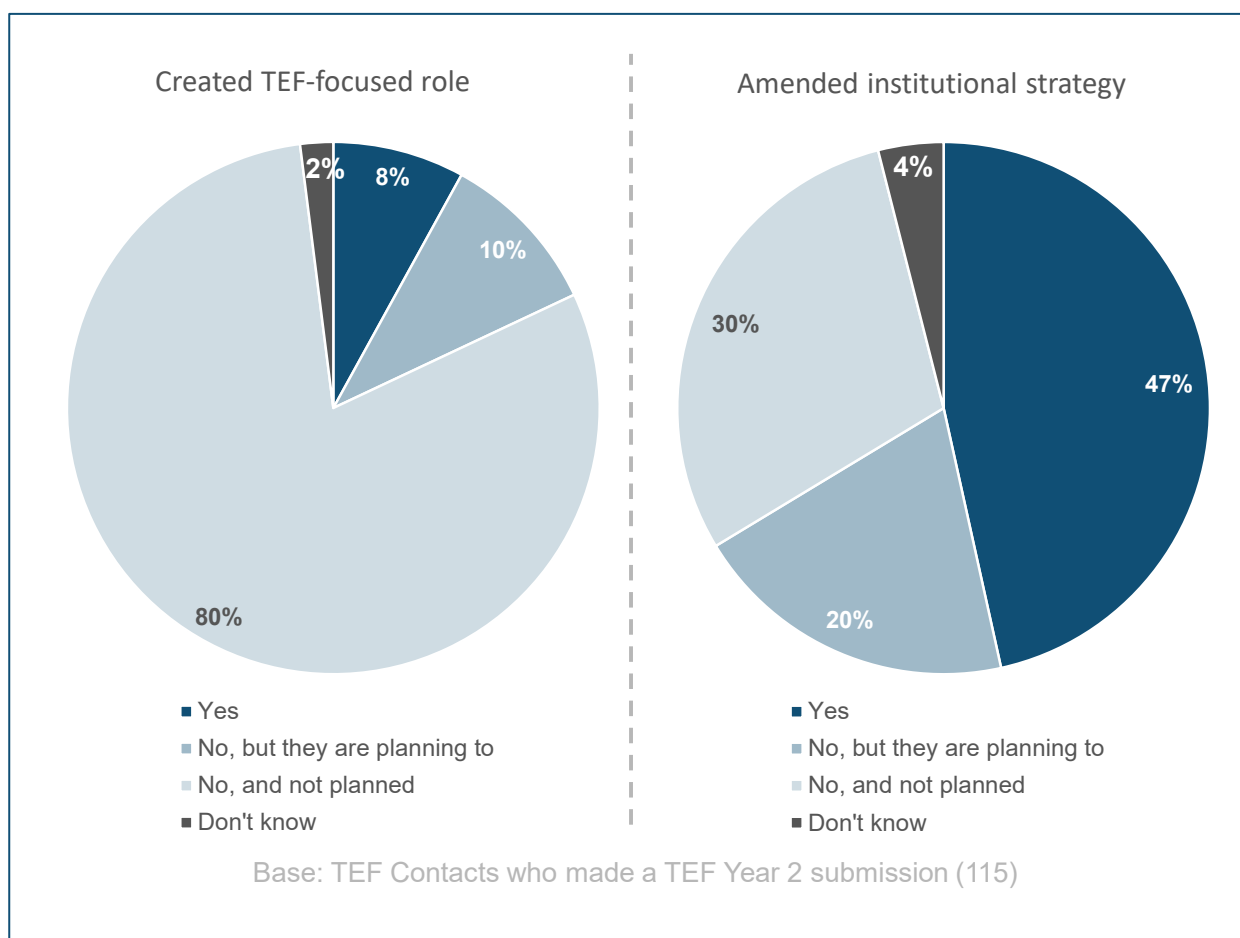 Created TEF-focused role
2%
8%
10%
80%
Yes
No, but they are planning to
No, and not planned
Don't know
Amended institutional strategy
4%
47%
30%
20%
Yes
No, but they are planning to
No, and not planned
Don't know
Base: TEF Contacts who made a TEF Year 2 submission (115)